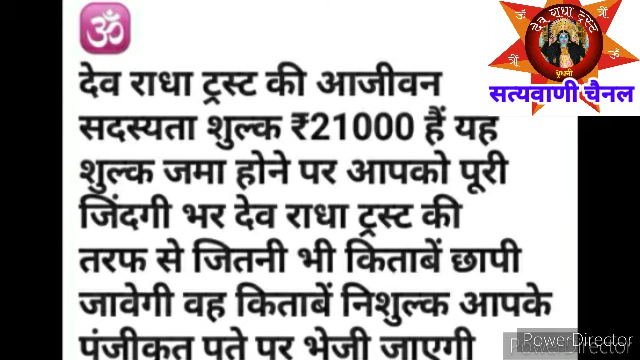 ॐ
देव राधा ट्रस्ट की आजीवन
सदस्यता शुल्क ₹21000 हैं यह
शुल्क जमा होने पर आपको पूरी
जिंदगी भर देव राधा ट्रस्ट की
तरफ से जितनी भी किताबें छापी
जावेगी वह किताबें निशुल्क आपके
पंजीकृत पते पर भेजी जाएगी
देव राधा ट्रस्ट
ॐ
त्रीं
त्रीं
ॐ
सत्यवाणी चैनल
PowerDirector